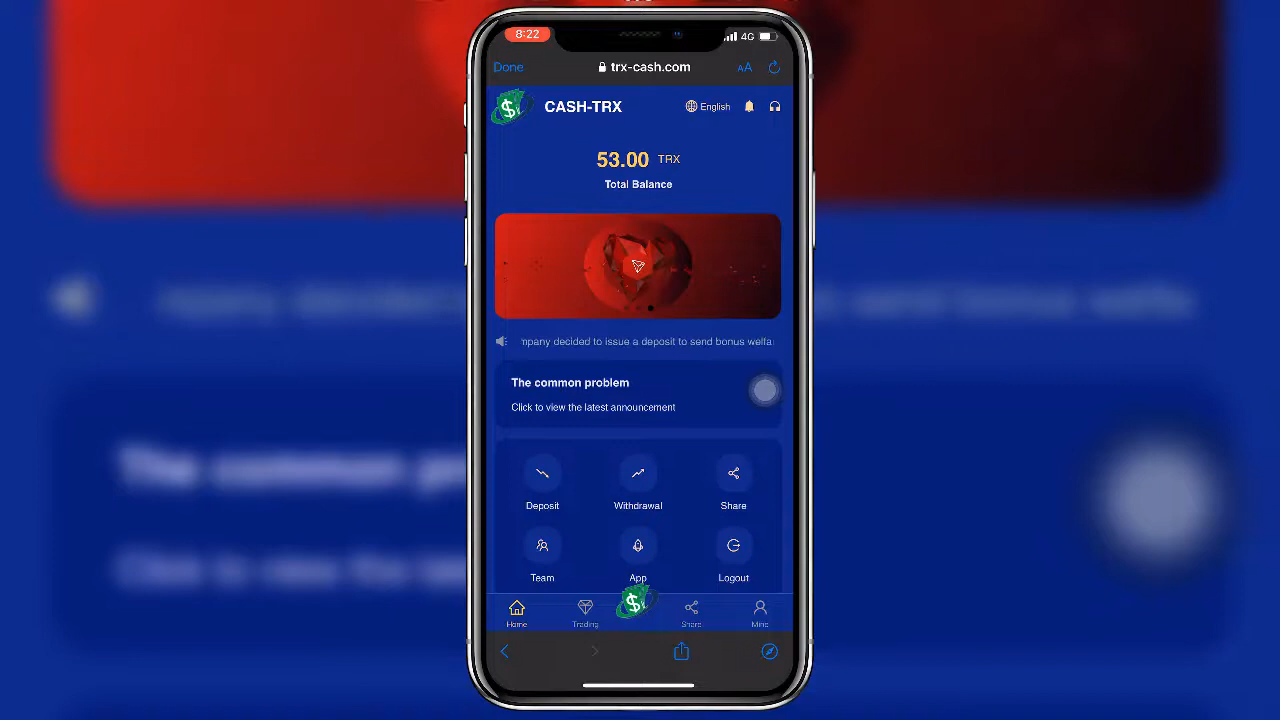 8:22
4G
Done
trx-cash.com
AA
CASH-TRX
English
53.00 TRX
Total Balance
decided to issue a deposit to send bonus
The common problem
Click to view the latest announcement
Deposit
Withdrawal
Share
Team
App
Logout
Home
Trading
Share
Mine